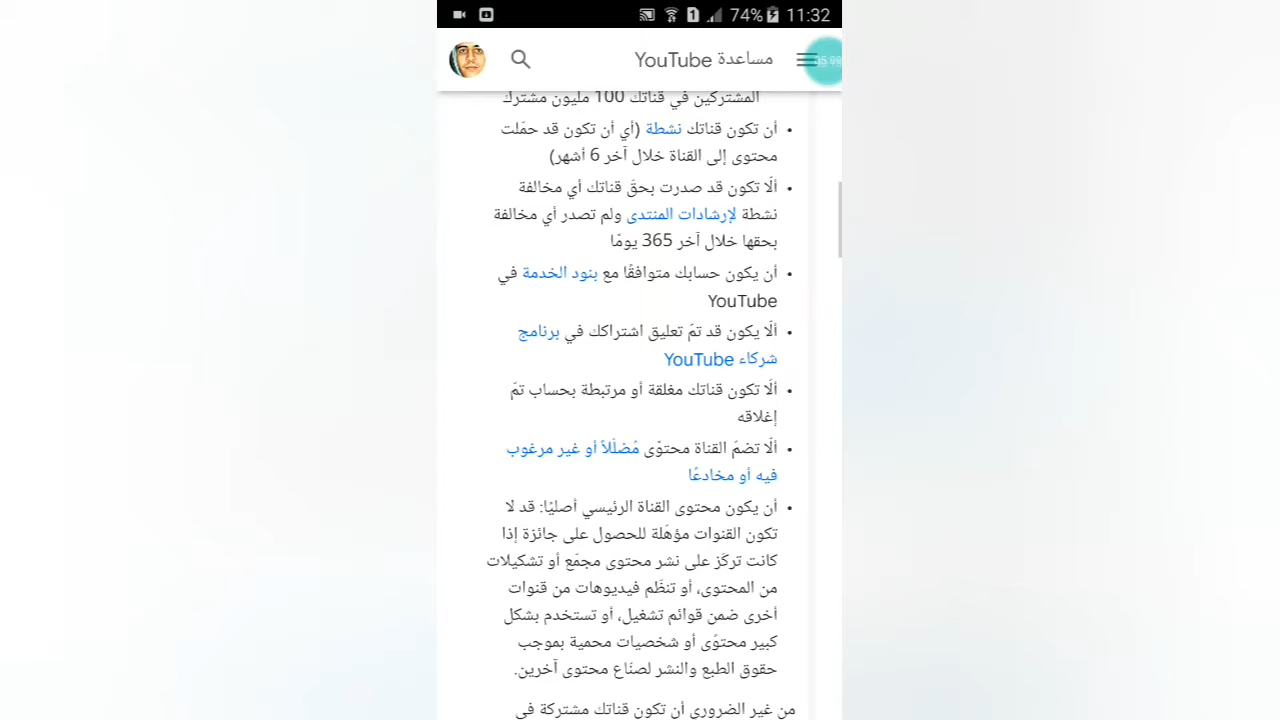 74% 11:32
مساعدة YouTube
المشتركين في قناتك 100 مليون مشترك
• أن تكون قناتك نشطة (أي أن تكون قد حمّلت
محتوى إلى القناة خلال آخر 6 أشهر)
• ألّا تكون قد صدرت بحقّ قناتك أي مخالفة
نشطة لإرشادات المنتدى ولم تصدر أي مخالفة
بحقها خلال آخر 365 يومًا
• أن يكون حسابك متوافقًا مع بنود الخدمة في
YouTube
• ألّا يكون قد تمّ تعليق اشتراكك في برنامج
شركاء YouTube
• ألّا تكون قناتك مغلقة أو مرتبطة بحساب تمّ
إغلاقه
• ألّا تضمّ القناة محتوًى مُضلّلاً أو غير مرغوب
فيه أو مخادعًا
• أن يكون محتوى القناة الرئيسي أصليًا: قد لا
تكون القنوات مؤهّلة للحصول على جائزة إذا
كانت تركّز على نشر محتوى مجمّع أو تشكيلات
من المحتوى، أو تنظّم فيديوهات من قنوات
أخرى ضمن قوائم تشغيل، أو تستخدم بشكل
كبير محتوًى أو شخصيات محمية بموجب
حقوق الطبع والنشر لصنّاع محتوى آخرين.
من غير الضروري أن تكون قناتك مشتركة في